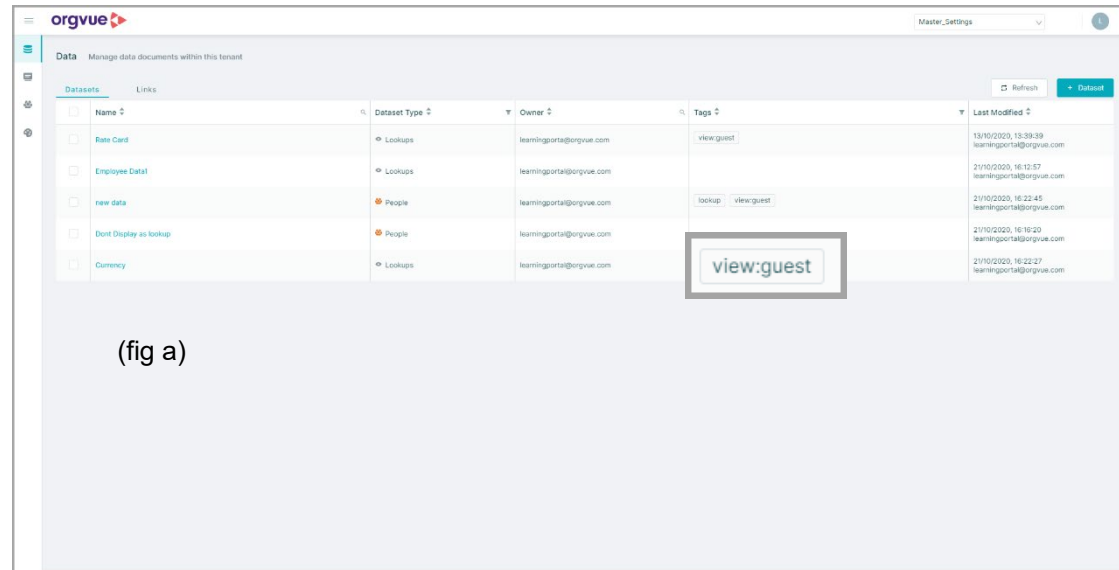 orgvue
Master_Settings
L
Data Manage data documents within this tenant
Datasets Links
Refresh + Dataset
Name Dataset Type Owner Tags Last Modified
Rate Card Lookups learningporta@orgvue.com view:guest 13/10/2020, 13:39:39
learningportal@orgvue.com
Employee Data1 Lookups learningportal@orgvue.com 21/10/2020, 16:12:57
learningportal@orgvue.com
new data People learningportal@orgvue.com lookup view:guest 21/10/2020, 16:22:45
learningportal@orgvue.com
Dont Display as lookup People learningportal@orgvue.com 21/10/2020, 16:16:20
learningportal@orgvue.com
Currency Lookups learningportal@orgvue.com view:guest 21/10/2020, 16:22:27
learningportal@orgvue.com
(fig a)